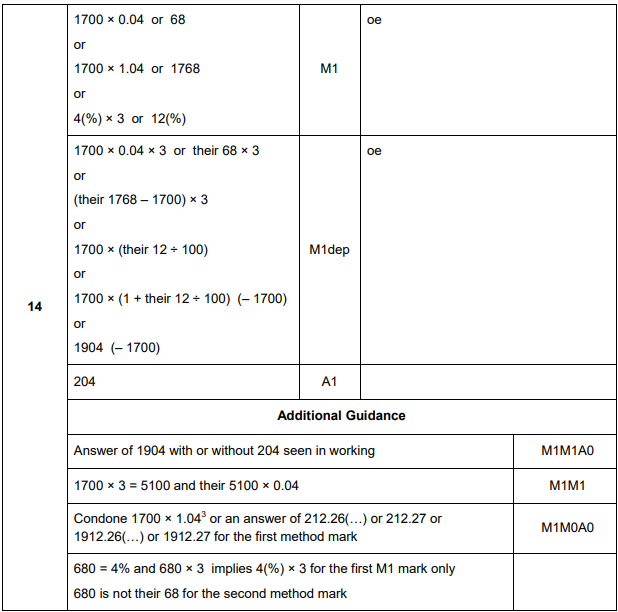 1700 × 0.04 or 68
oe
or
1700 × 1.04 or 1768
M1
or
4(%) × 3 or 12(%)
1700 × 0.04 × 3 or their 68 × 3
oe
or
(their 1768 – 1700) × 3
or
1700 × (their 12 ÷ 100)
M1dep
or
1700 × (1 + their 12 ÷ 100) (– 1700)
14
or
1904 (– 1700)
204
A1
Additional Guidance
Answer of 1904 with or without 204 seen in working
M1M1A0
1700 × 3 = 5100 and their 5100 × 0.04
M1M1
Condone 1700 × 1.04³ or an answer of 212.26(…) or 212.27 or
1912.26(…) or 1912.27 for the first method mark
M1M0A0
680 = 4% and 680 × 3 implies 4(%) × 3 for the first M1 mark only
680 is not their 68 for the second method mark